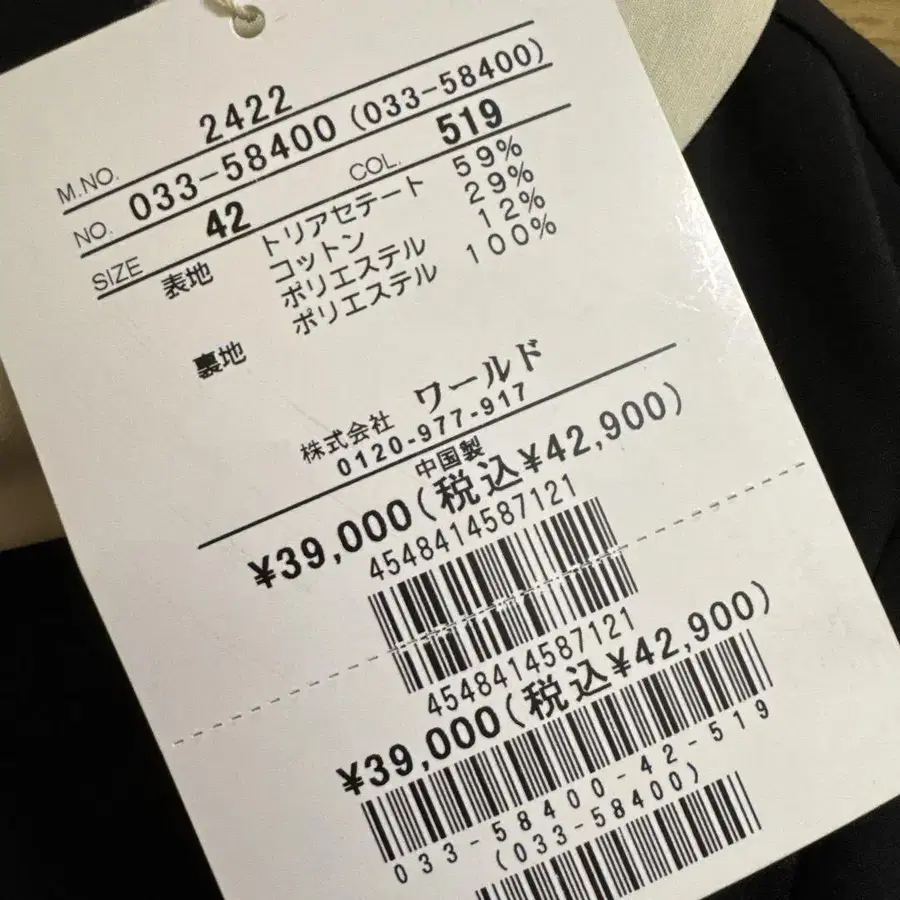 M.NO. 2422
NO. 033-58400 (033-58400)
SIZE 42 COL. 519
表地 トリアセテート 59%
コットン 29%
ポリエステル 12%
裏地 ポリエステル 100%
株式会社 ワールド
0120-977-917
中国製
¥39,000(税込¥42,900)
4548414587121
4548414587121
¥39,000(税込¥42,900)
033-58400-42-519
(033-58400)